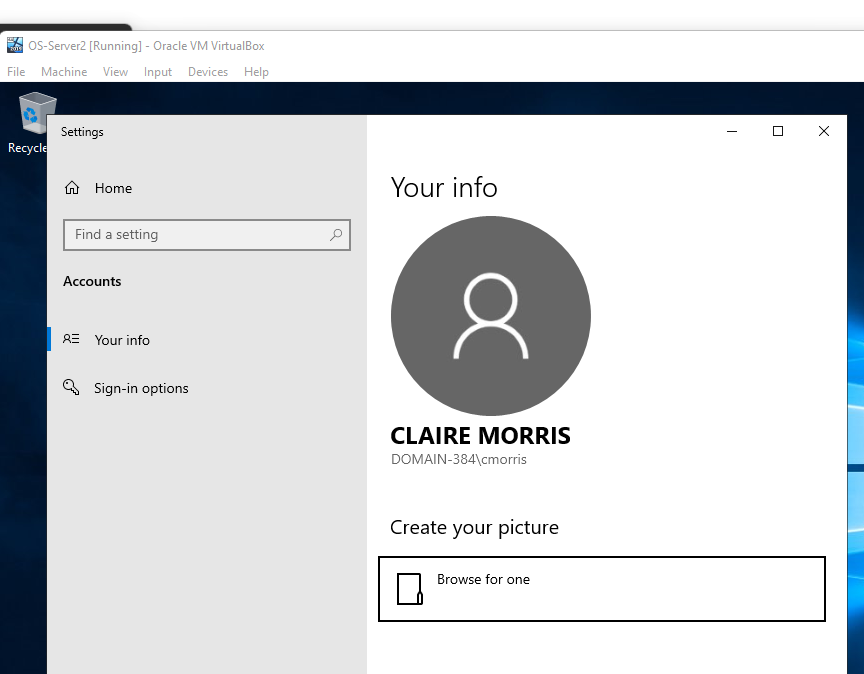 OS-Server2 [Running] - Oracle VM VirtualBox
File Machine View Input Devices Help
Recycle
Settings
Home
Find a setting
Accounts
Your info
Sign-in options
Your info
CLAIRE MORRIS
DOMAIN-384\cmorris
Create your picture
Browse for one